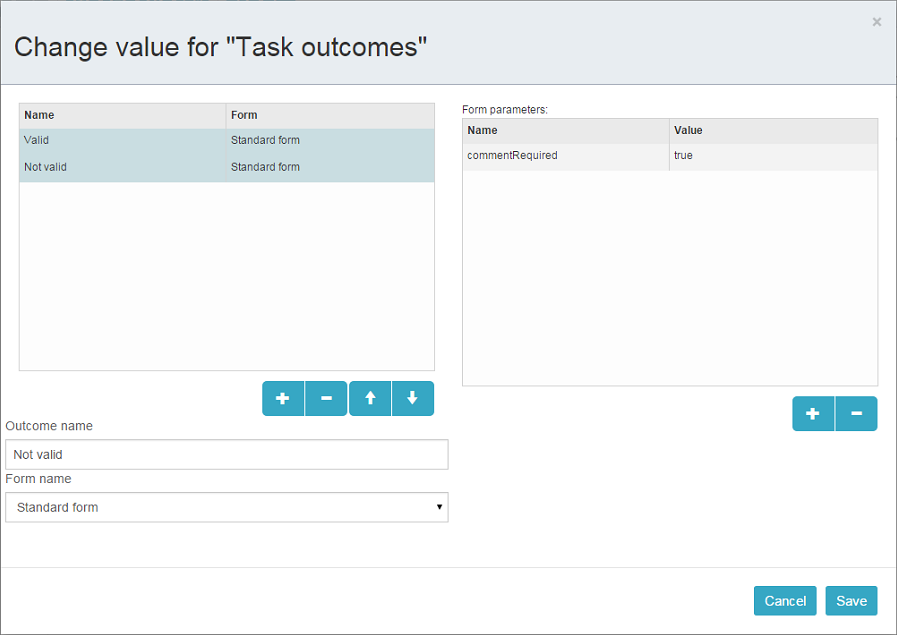 Change value for "Task outcomes"
×
Name Form
Valid Standard form
Not valid Standard form
Form parameters:
Name Value
commentRequired true
Outcome name
Not valid
Form name
Standard form
Cancel Save